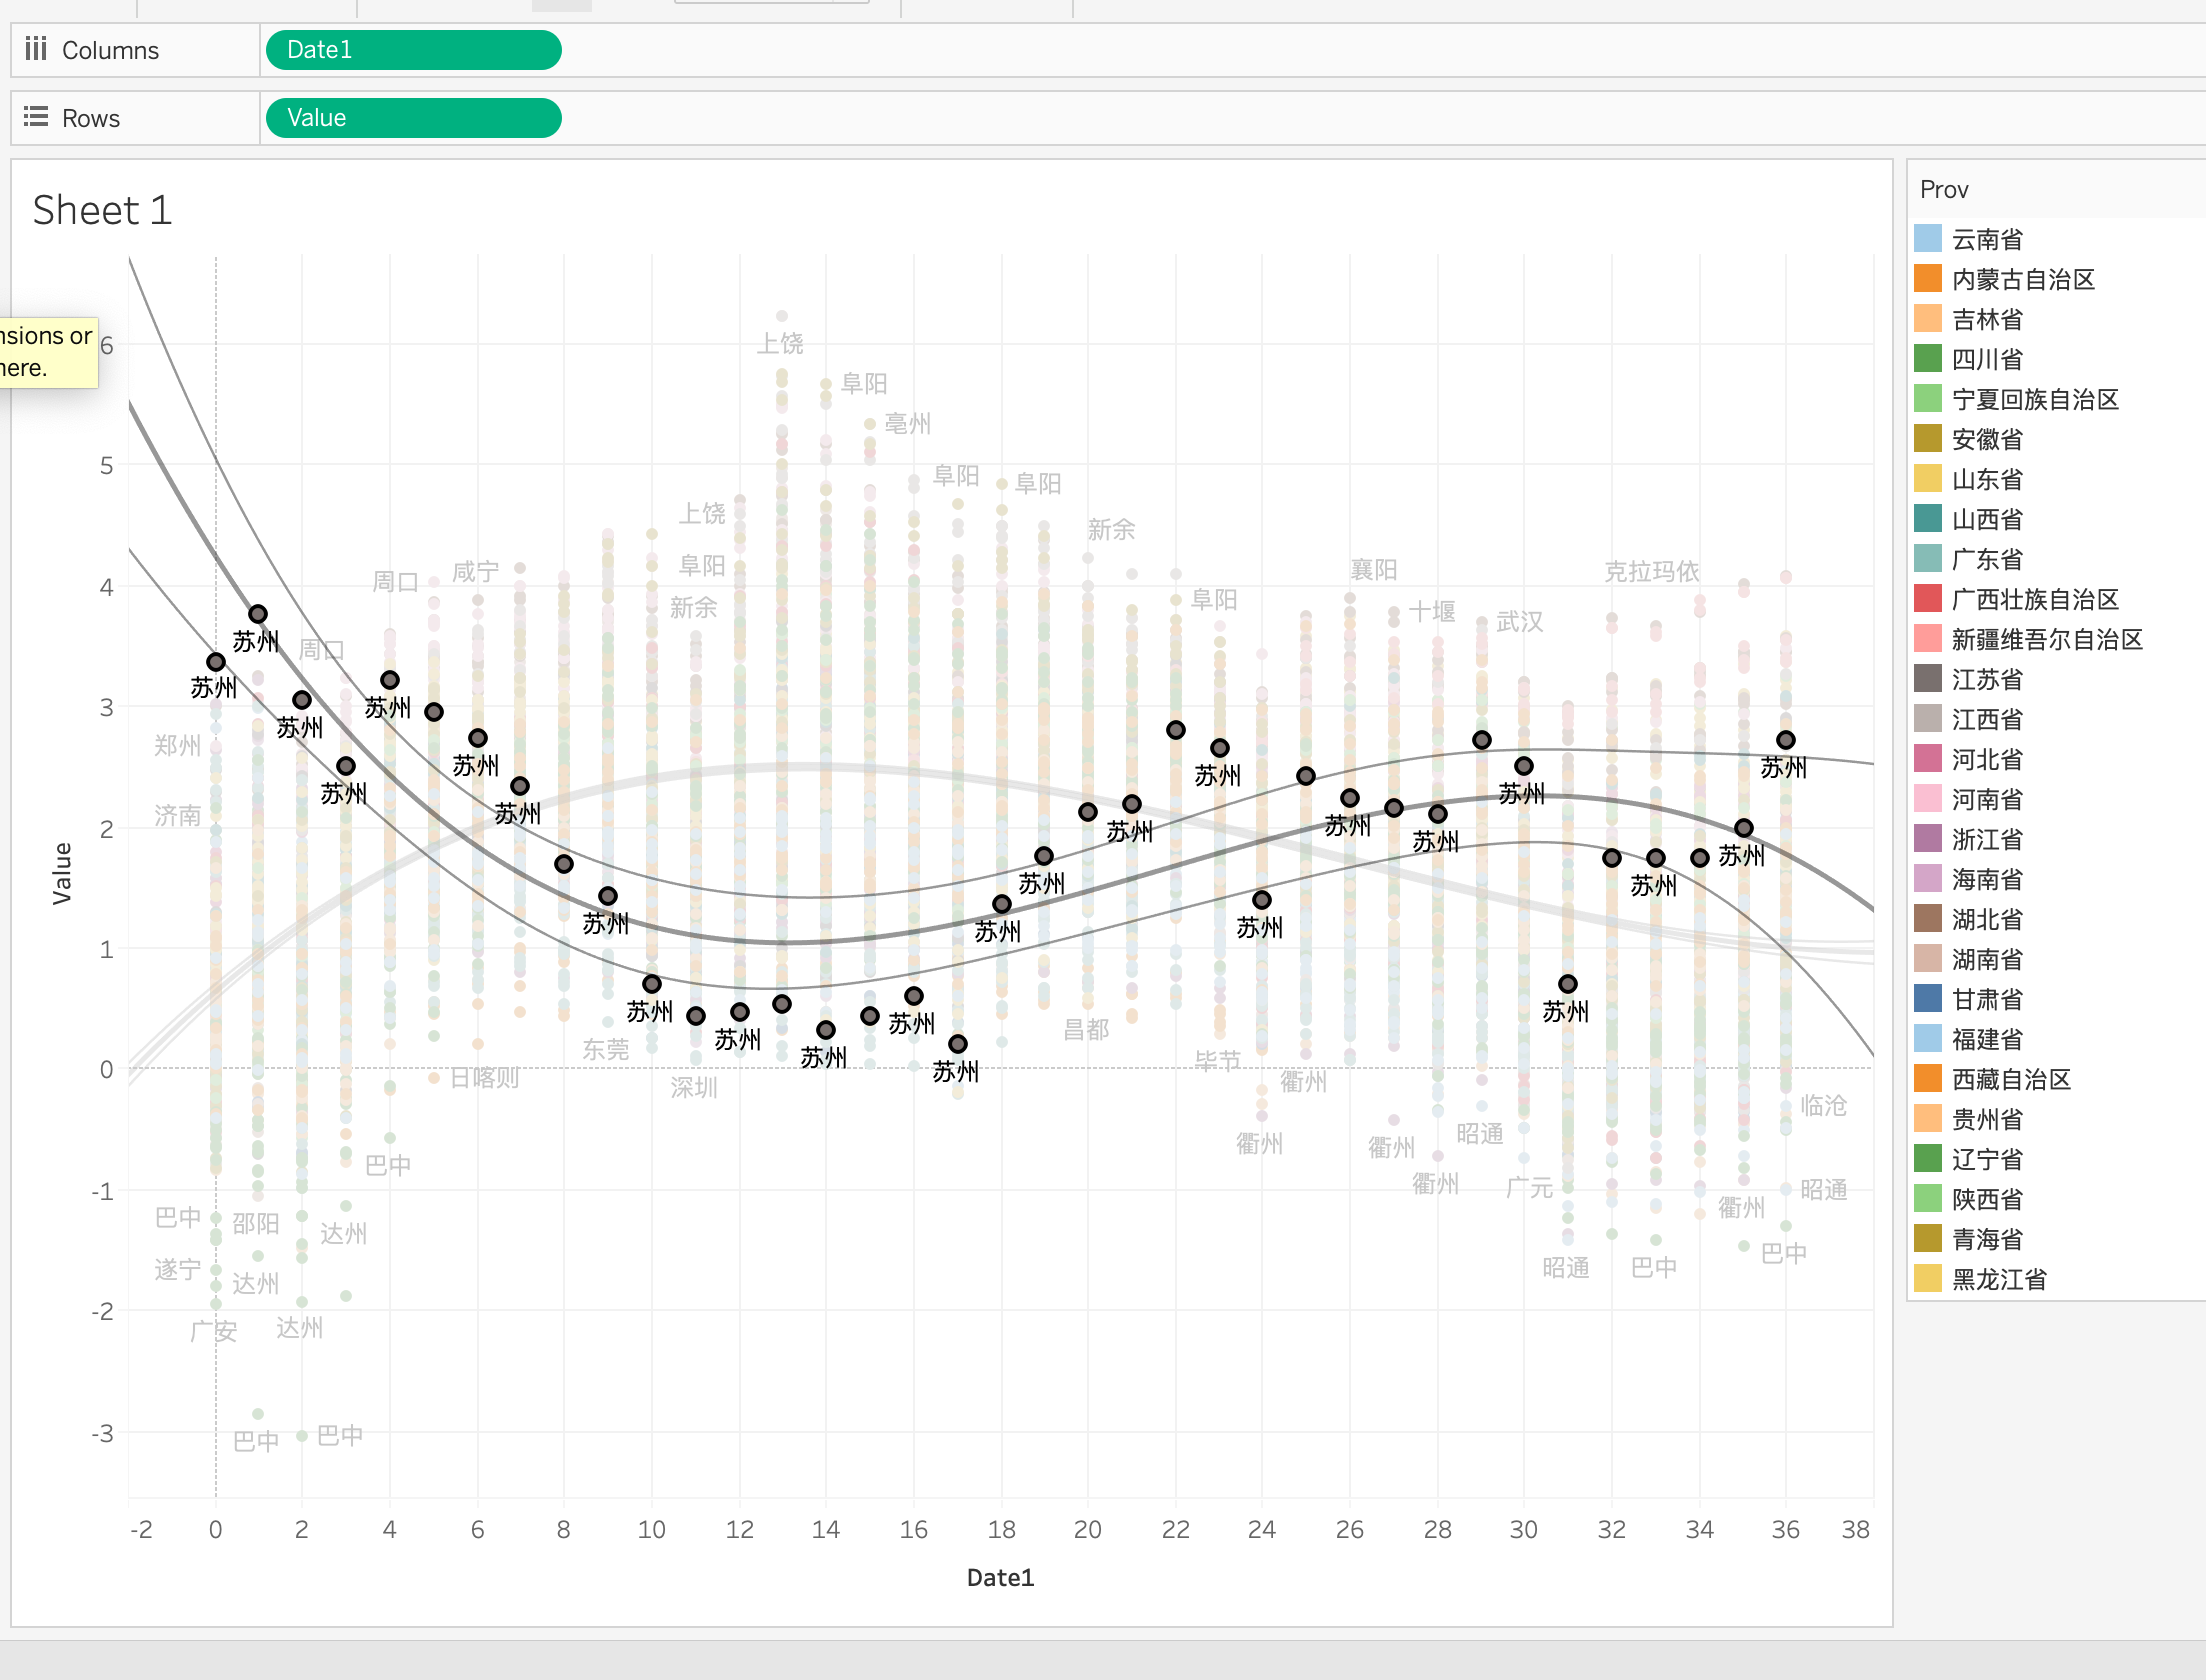 Columns
Date1
Rows
Value
Sheet 1
nsions or
here.
Prov
云南省
内蒙古自治区
吉林省
四川省
宁夏回族自治区
安徽省
山东省
山西省
广东省
广西壮族自治区
新疆维吾尔自治区
江苏省
江西省
河北省
河南省
浙江省
海南省
湖北省
湖南省
甘肃省
福建省
西藏自治区
贵州省
辽宁省
陕西省
青海省
黑龙江省
Value
6
5
4
3
2
1
0
-1
-2
-3
上饶
阜阳
亳州
阜阳
阜阳
上饶
新余
阜阳
周口
咸宁
襄阳
克拉玛依
新余
阜阳
十堰
武汉
苏州
周口
苏州
苏州
苏州
郑州
苏州
苏州
苏州
苏州
苏州
苏州
济南
苏州
苏州
苏州
苏州
苏州
苏州
苏州
苏州
苏州
苏州
苏州
苏州
苏州
苏州
东莞
昌都
苏州
苏州
毕节
日喀则
深圳
衢州
临沧
衢州
衢州
昭通
巴中
衢州
广元
昭通
巴中
邵阳
达州
衢州
遂宁
达州
昭通
巴中
巴中
广安
达州
巴中
巴中
-2 0 2 4 6 8 10 12 14 16 18 20 22 24 26 28 30 32 34 36 38
Date1